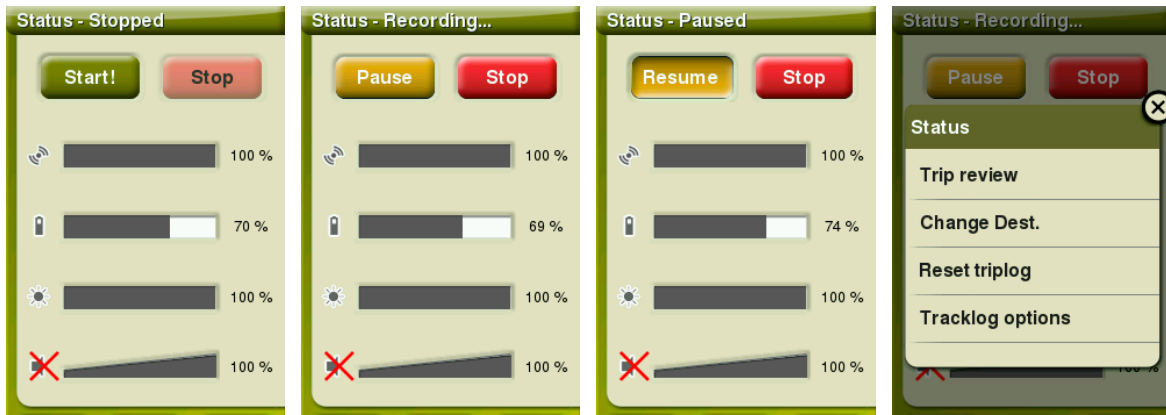 Status - Stopped
Start! Stop
100 %
70 %
100 %
100 %
Status - Recording...
Pause Stop
100 %
69 %
100 %
100 %
Status - Paused
Resume Stop
100 %
74 %
100 %
100 %
Status - Recording...
Pause Stop
Status
Trip review
Change Dest.
Reset triplog
Tracklog options
100 %